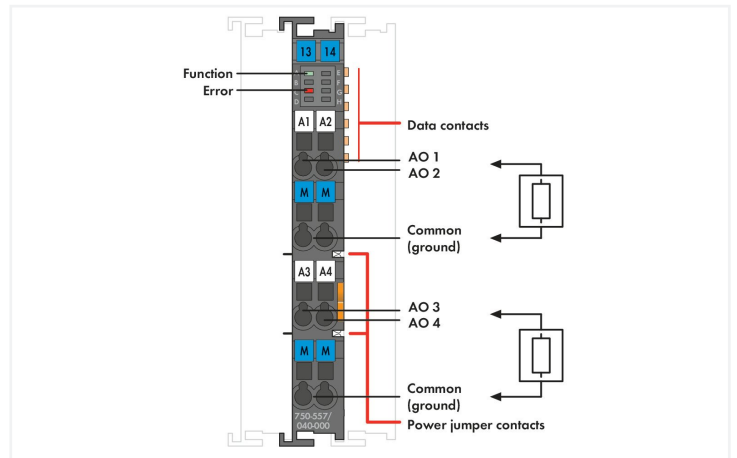 13 14
Function
Error
A E
B F
C G
D H
A1 A2
Data contacts
AO 1
AO 2
M M
Common
(ground)
A3 A4
AO 3
AO 4
M M
Common
(ground)
750-557/
040-000
Power jumper contacts